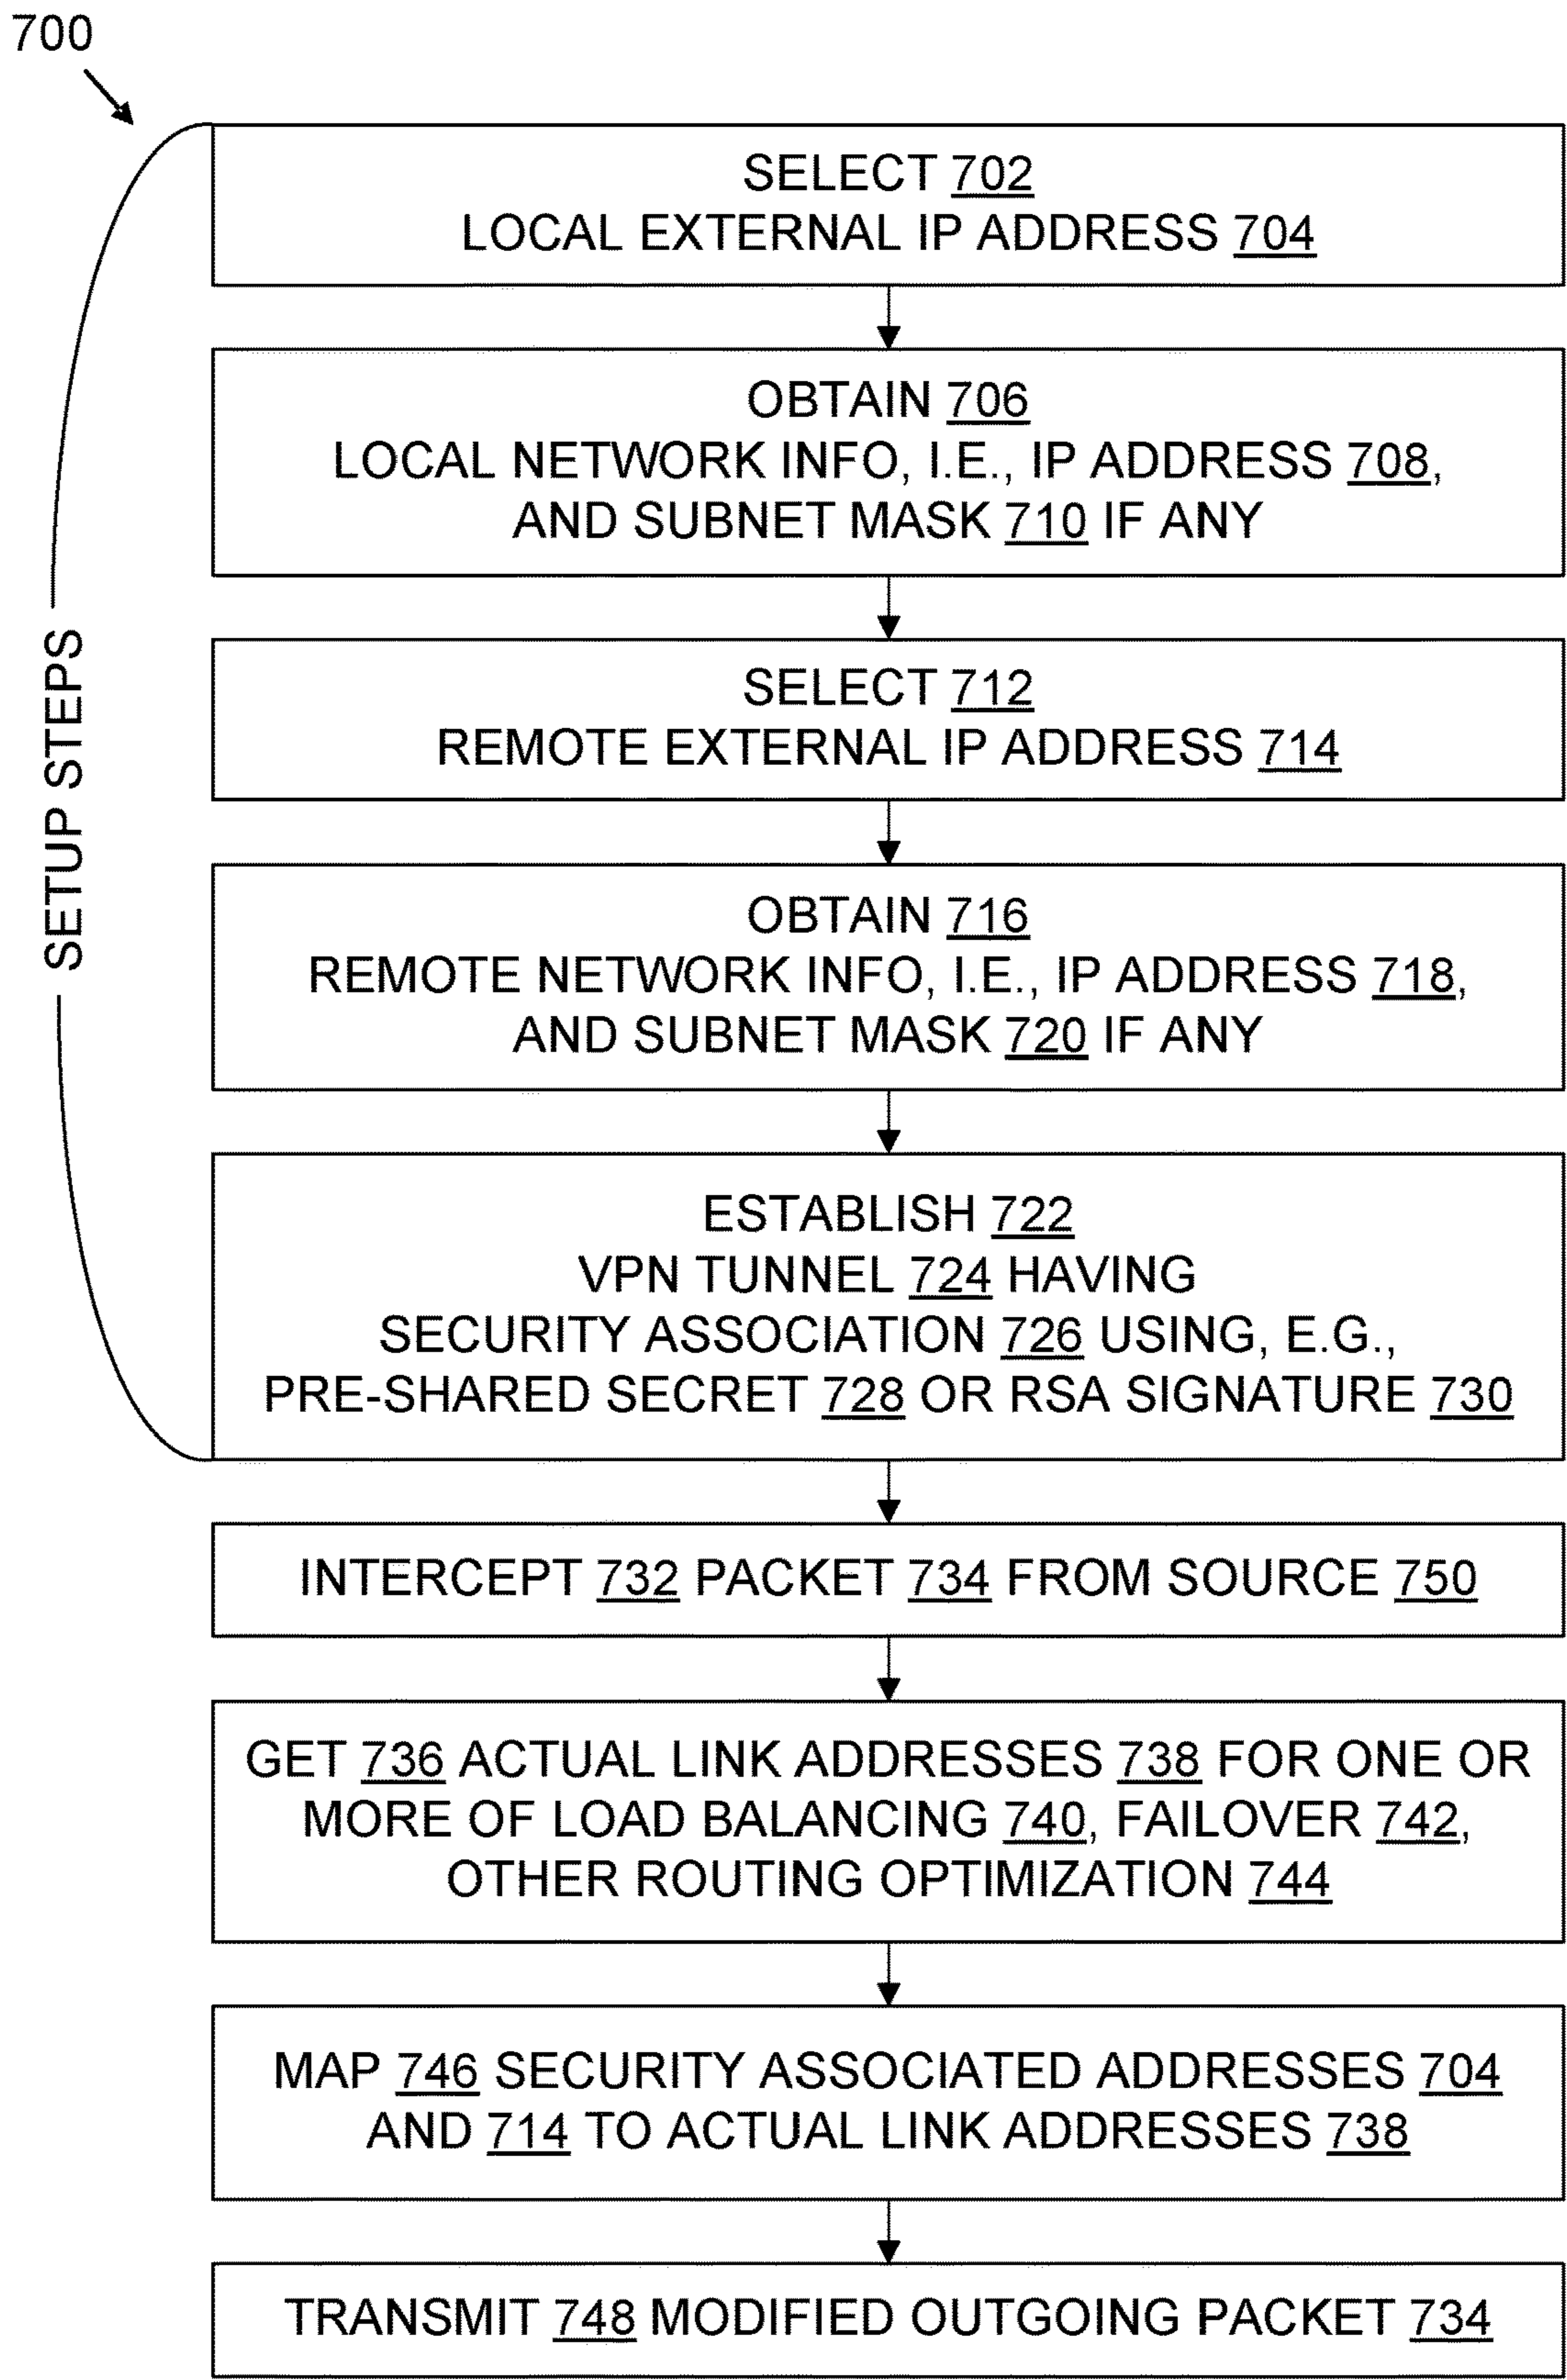 700
SELECT 702
LOCAL EXTERNAL IP ADDRESS 704
OBTAIN 706
LOCAL NETWORK INFO, I.E., IP ADDRESS 708,
AND SUBNET MASK 710 IF ANY
SELECT 712
REMOTE EXTERNAL IP ADDRESS 714
SETUP STEPS
OBTAIN 716
REMOTE NETWORK INFO, I.E., IP ADDRESS 718,
AND SUBNET MASK 720 IF ANY
ESTABLISH 722
VPN TUNNEL 724 HAVING
SECURITY ASSOCIATION 726 USING, E.G.,
PRE-SHARED SECRET 728 OR RSA SIGNATURE 730
INTERCEPT 732 PACKET 734 FROM SOURCE 750
GET 736 ACTUAL LINK ADDRESSES 738 FOR ONE OR
MORE OF LOAD BALANCING 740, FAILOVER 742,
OTHER ROUTING OPTIMIZATION 744
MAP 746 SECURITY ASSOCIATED ADDRESSES 704
AND 714 TO ACTUAL LINK ADDRESSES 738
TRANSMIT 748 MODIFIED OUTGOING PACKET 734